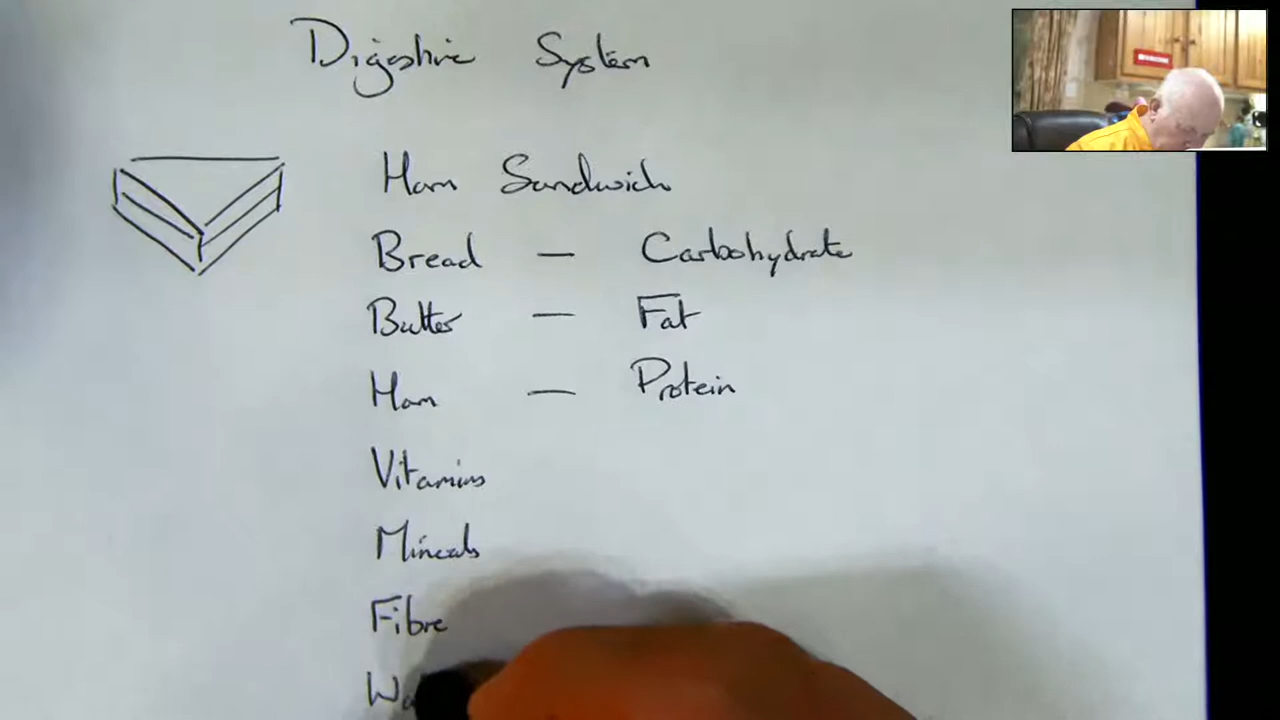 Digestive System
Ham Sandwich
Bread — Carbohydrate
Butter — Fat
Ham — Protein
Vitamins
Minerals
Fibre